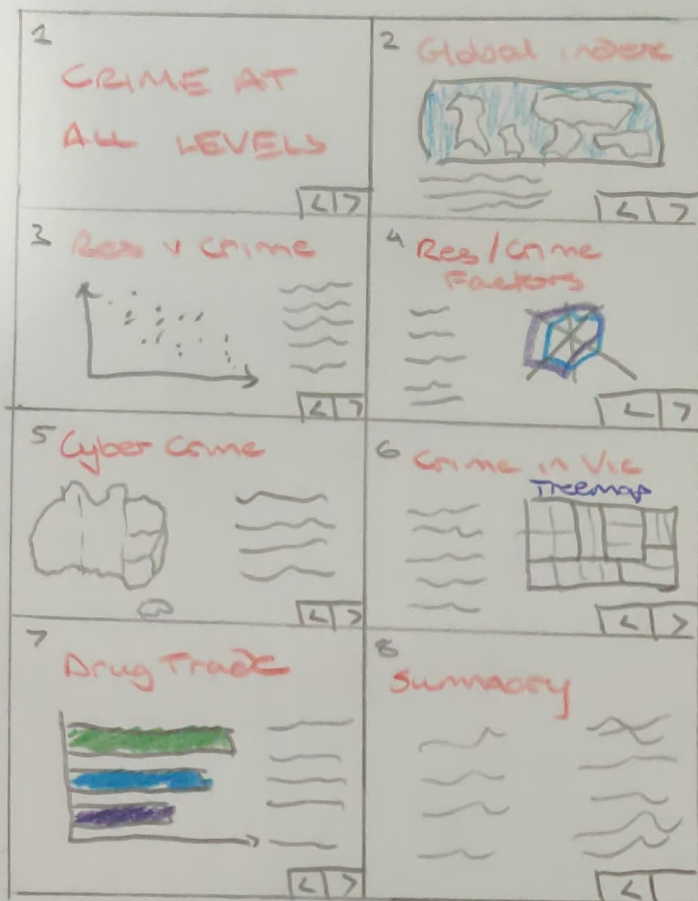 1
CRIME AT
ALL LEVELS
< >
2 Global index
< >
3 Res v Crime
< >
4 Res/Crime
Factors
< >
5 Cyber Crime
< >
6 Crime in Vic
Treemap
< >
7
Drug Trade
< >
8
Summary
<